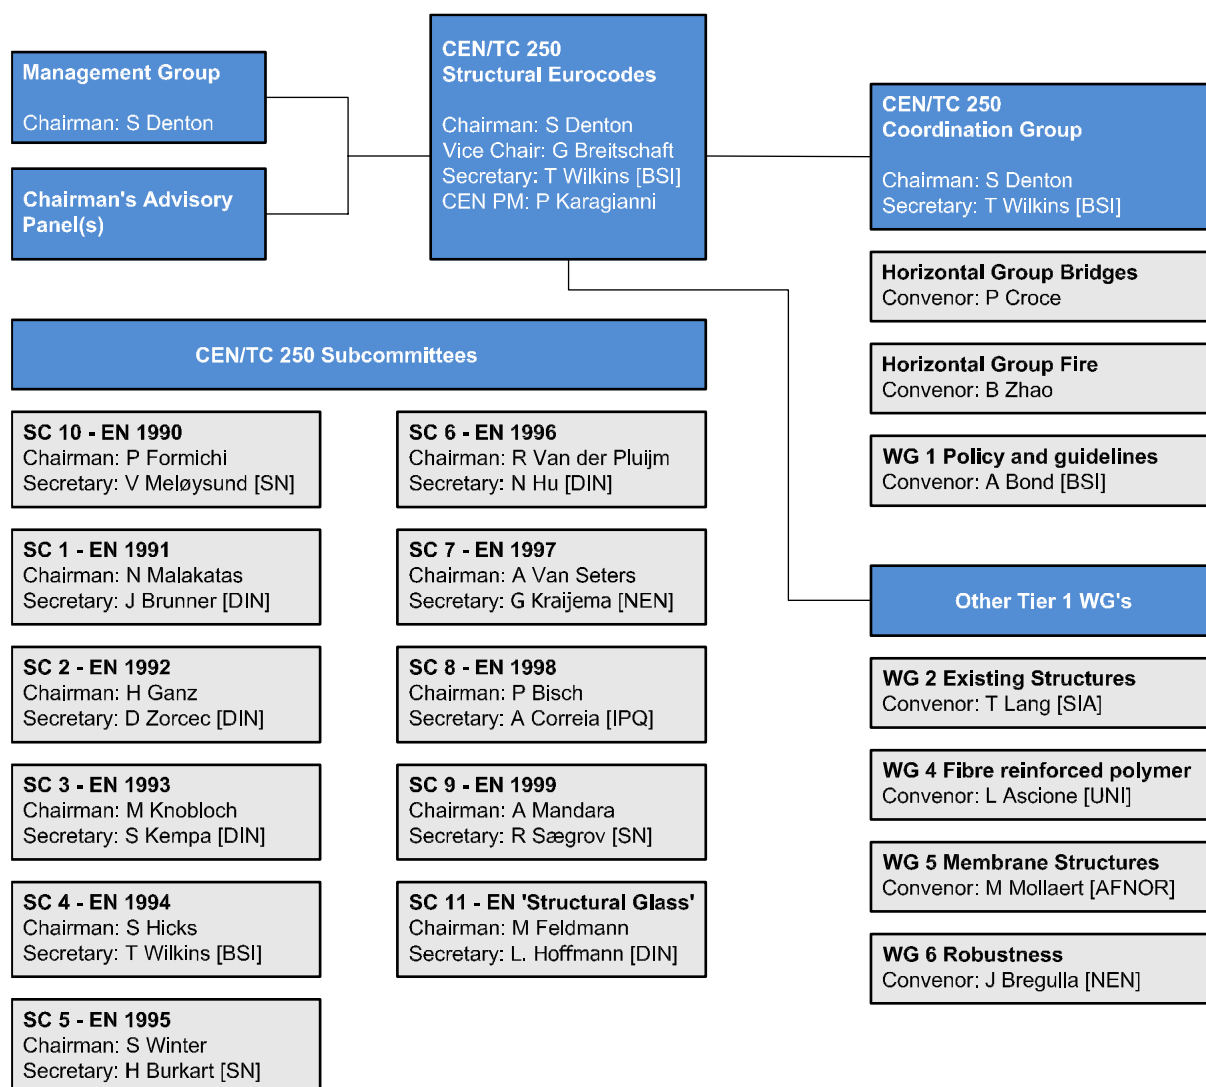 Management Group
Chairman: S Denton
Chairman's Advisory
Panel(s)
CEN/TC 250
Structural Eurocodes
Chairman: S Denton
Vice Chair: G Breitschaft
Secretary: T Wilkins [BSI]
CEN PM: P Karagianni
CEN/TC 250
Coordination Group
Chairman: S Denton
Secretary: T Wilkins [BSI]
Horizontal Group Bridges
Convenor: P Croce
Horizontal Group Fire
Convenor: B Zhao
WG 1 Policy and guidelines
Convenor: A Bond [BSI]
CEN/TC 250 Subcommittees
SC 10 - EN 1990
Chairman: P Formichi
Secretary: V Meløysund [SN]
SC 1 - EN 1991
Chairman: N Malakatas
Secretary: J Brunner [DIN]
SC 2 - EN 1992
Chairman: H Ganz
Secretary: D Zorcec [DIN]
SC 3 - EN 1993
Chairman: M Knobloch
Secretary: S Kempa [DIN]
SC 4 - EN 1994
Chairman: S Hicks
Secretary: T Wilkins [BSI]
SC 5 - EN 1995
Chairman: S Winter
Secretary: H Burkart [SN]
SC 6 - EN 1996
Chairman: R Van der Pluijm
Secretary: N Hu [DIN]
SC 7 - EN 1997
Chairman: A Van Seters
Secretary: G Kraijema [NEN]
SC 8 - EN 1998
Chairman: P Bisch
Secretary: A Correia [IPQ]
SC 9 - EN 1999
Chairman: A Mandara
Secretary: R Sægrov [SN]
SC 11 - EN 'Structural Glass'
Chairman: M Feldmann
Secretary: L. Hoffmann [DIN]
Other Tier 1 WG's
WG 2 Existing Structures
Convenor: T Lang [SIA]
WG 4 Fibre reinforced polymer
Convenor: L Ascione [UNI]
WG 5 Membrane Structures
Convenor: M Mollaert [AFNOR]
WG 6 Robustness
Convenor: J Bregulla [NEN]